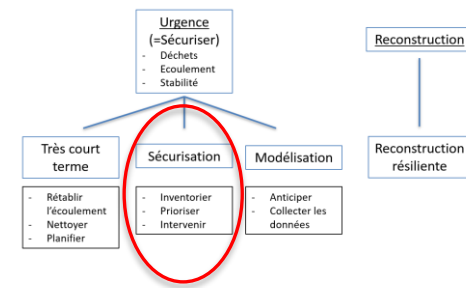 Urgence
(=Sécuriser)
- Déchets
- Ecoulement
- Stabilité
Reconstruction
Très court
terme
Sécurisation
Modélisation
Reconstruction
résiliente
- Rétablir
l'écoulement
- Nettoyer
- Planifier
- Inventorier
- Prioriser
- Intervenir
- Anticiper
- Collecter les
données